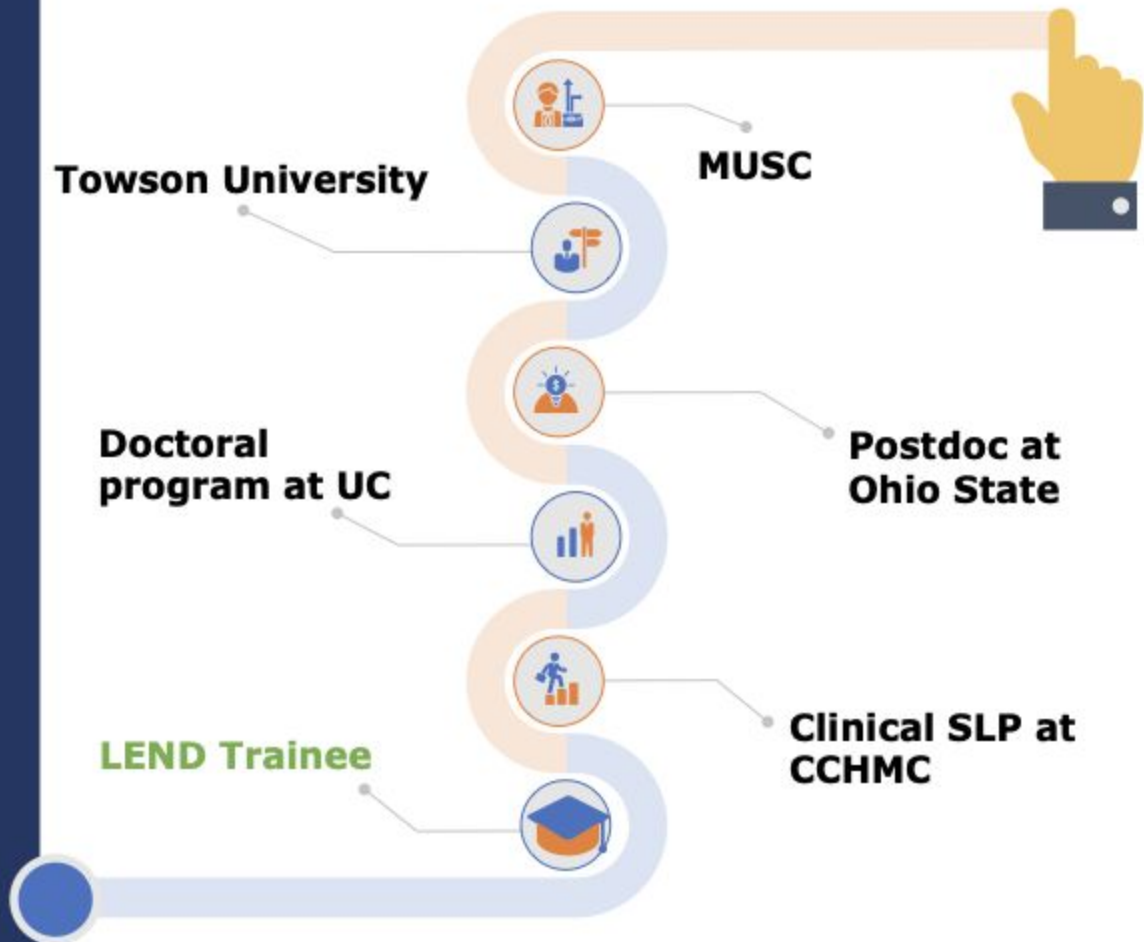 MUSC
Towson University
Postdoc at
Ohio State
Doctoral
program at UC
Clinical SLP at
CCHMC
LEND Trainee